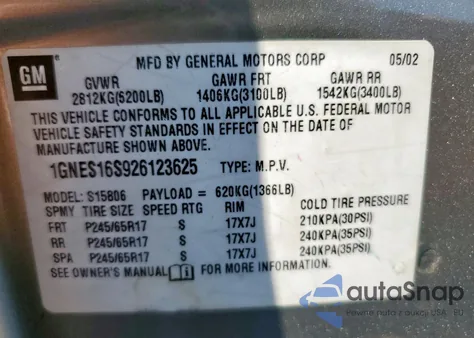 GM
MFD BY GENERAL MOTORS CORP 05/02
GVWR GAWR FRT GAWR RR
2812KG(6200LB) 1406KG(3100LB) 1542KG(3400LB)
THIS VEHICLE CONFORMS TO ALL APPLICABLE U.S. FEDERAL MOTOR
VEHICLE SAFETY STANDARDS IN EFFECT ON THE DATE OF
MANUFACTURE SHOWN ABOVE.
1GNES16S926123625 TYPE: M.P.V.
MODEL: S15806 PAYLOAD = 620KG(1366LB)
SPMY TIRE SIZE SPEED RTG RIM COLD TIRE PRESSURE
FRT P245/65R17 S 17X7J 210KPA(30PSI)
RR P245/65R17 S 17X7J 240KPA(35PSI)
SPA P245/65R17 S 17X7J 240KPA(35PSI)
SEE OWNER'S MANUAL FOR MORE INFORMATION.
autoSnap